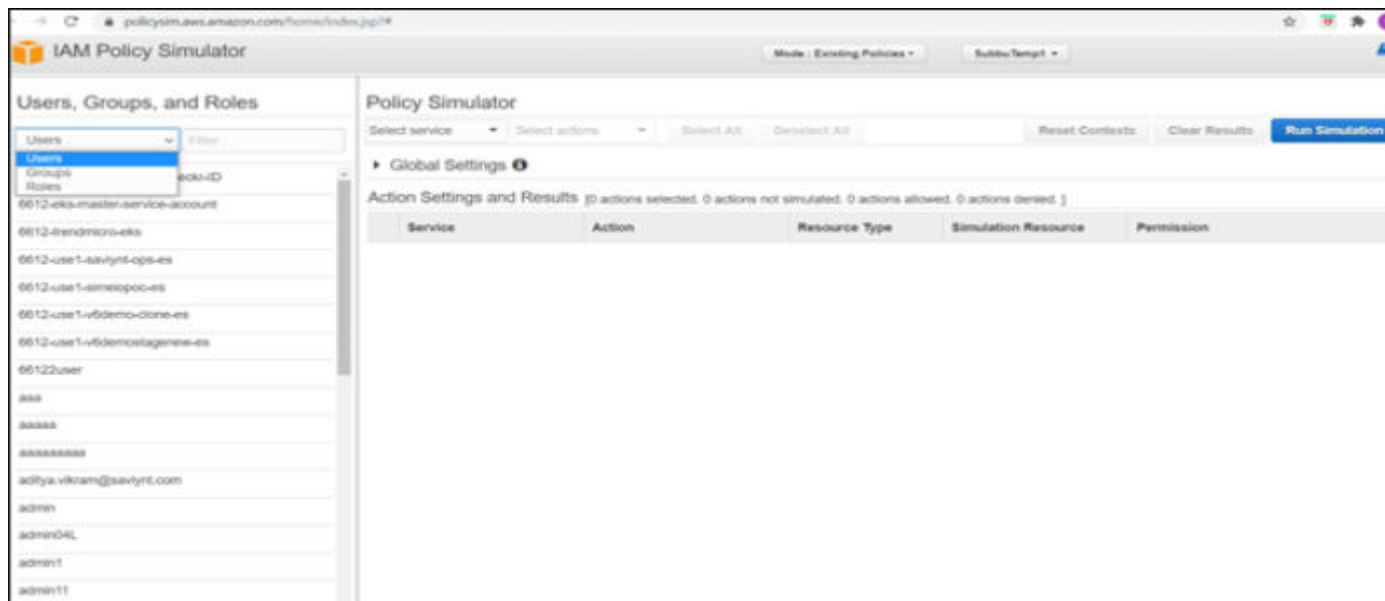 policysim.aws.amazon.com/home/index.jsp?#
IAM Policy Simulator
Mode : Existing Policies
SubbuTemp1
Users, Groups, and Roles
Policy Simulator
Users
Filter
Select service
Select actions
Select All
Deselect All
Reset Contexts
Clear Results
Run Simulation
Users
Groups
Roles
Global Settings
Action Settings and Results [0 actions selected. 0 actions not simulated. 0 actions allowed. 0 actions denied. ]
Service Action Resource Type Simulation Resource Permission
6612-eks-master-service-account
6612-trendmicro-eks
6612-use1-saviynt-ops-es
6612-use1-simeiopoc-es
6612-use1-v6demo-clone-es
6612-use1-v6demostagenew-es
66122user
aaa
aaaaa
aaaaaaaaa
aditya.vikram@saviynt.com
admin
admin04L
admin1
admin11